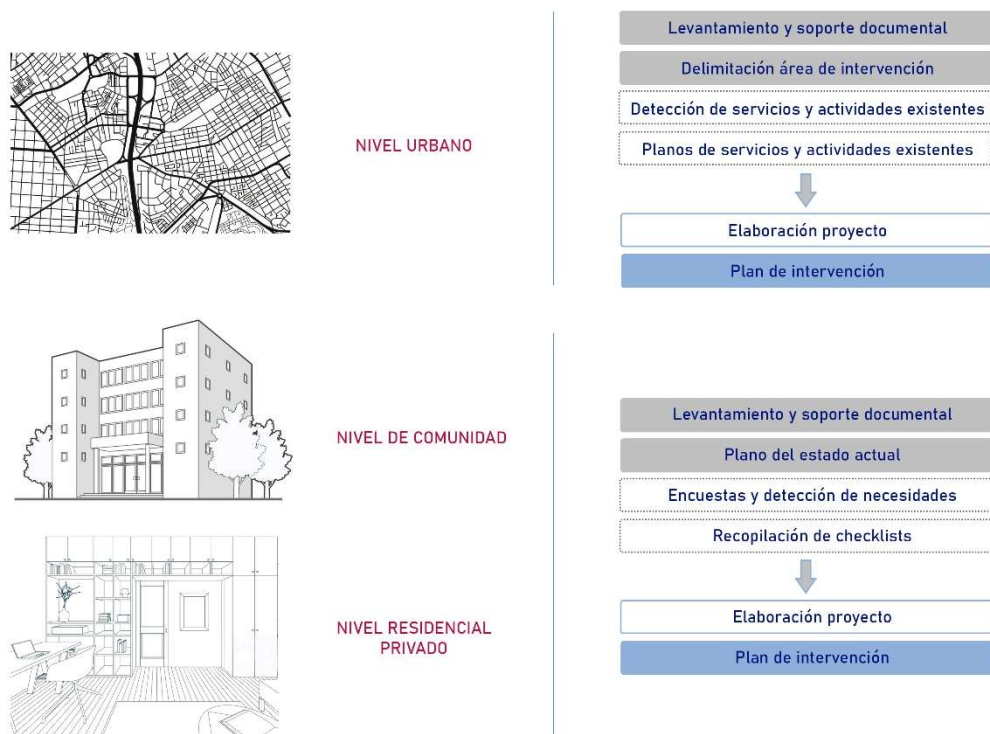 NIVEL URBANO
Levantamiento y soporte documental
Delimitación área de intervención
Detección de servicios y actividades existentes
Planos de servicios y actividades existentes
Elaboración proyecto
Plan de intervención
NIVEL DE COMUNIDAD
NIVEL RESIDENCIAL
PRIVADO
Levantamiento y soporte documental
Plano del estado actual
Encuestas y detección de necesidades
Recopilación de checklists
Elaboración proyecto
Plan de intervención